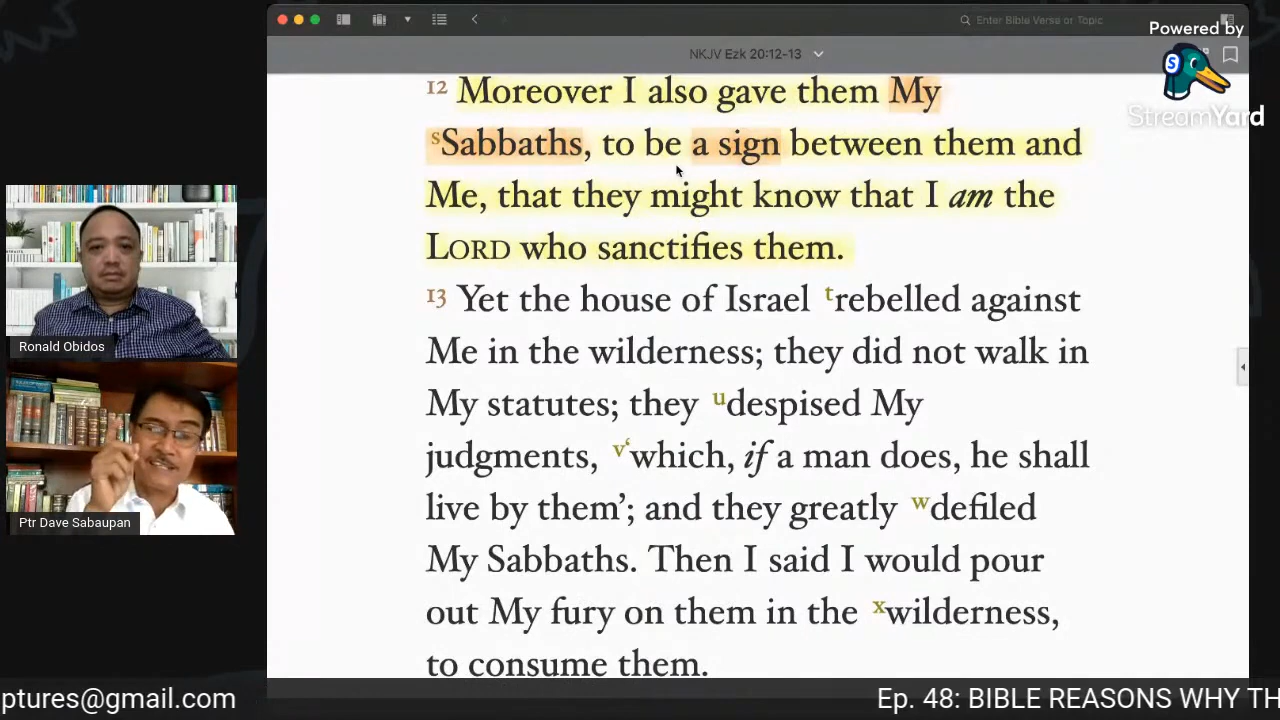 Enter Bible Verse or Topic
Powered by
StreamYard
NKJV Ezk 20:12-13
12 Moreover I also gave them My
sSabbaths, to be a sign between them and
Me, that they might know that I am the
LORD who sanctifies them.
13 Yet the house of Israel trebelled against
Me in the wilderness; they did not walk in
My statutes; they udespised My
judgments, v‘which, if a man does, he shall
live by them’; and they greatly wdefiled
My Sabbaths. Then I said I would pour
out My fury on them in the xwilderness,
to consume them.
Ronald Obidos
Ptr Dave Sabaupan
ptures@gmail.com
Ep. 48: BIBLE REASONS WHY TH